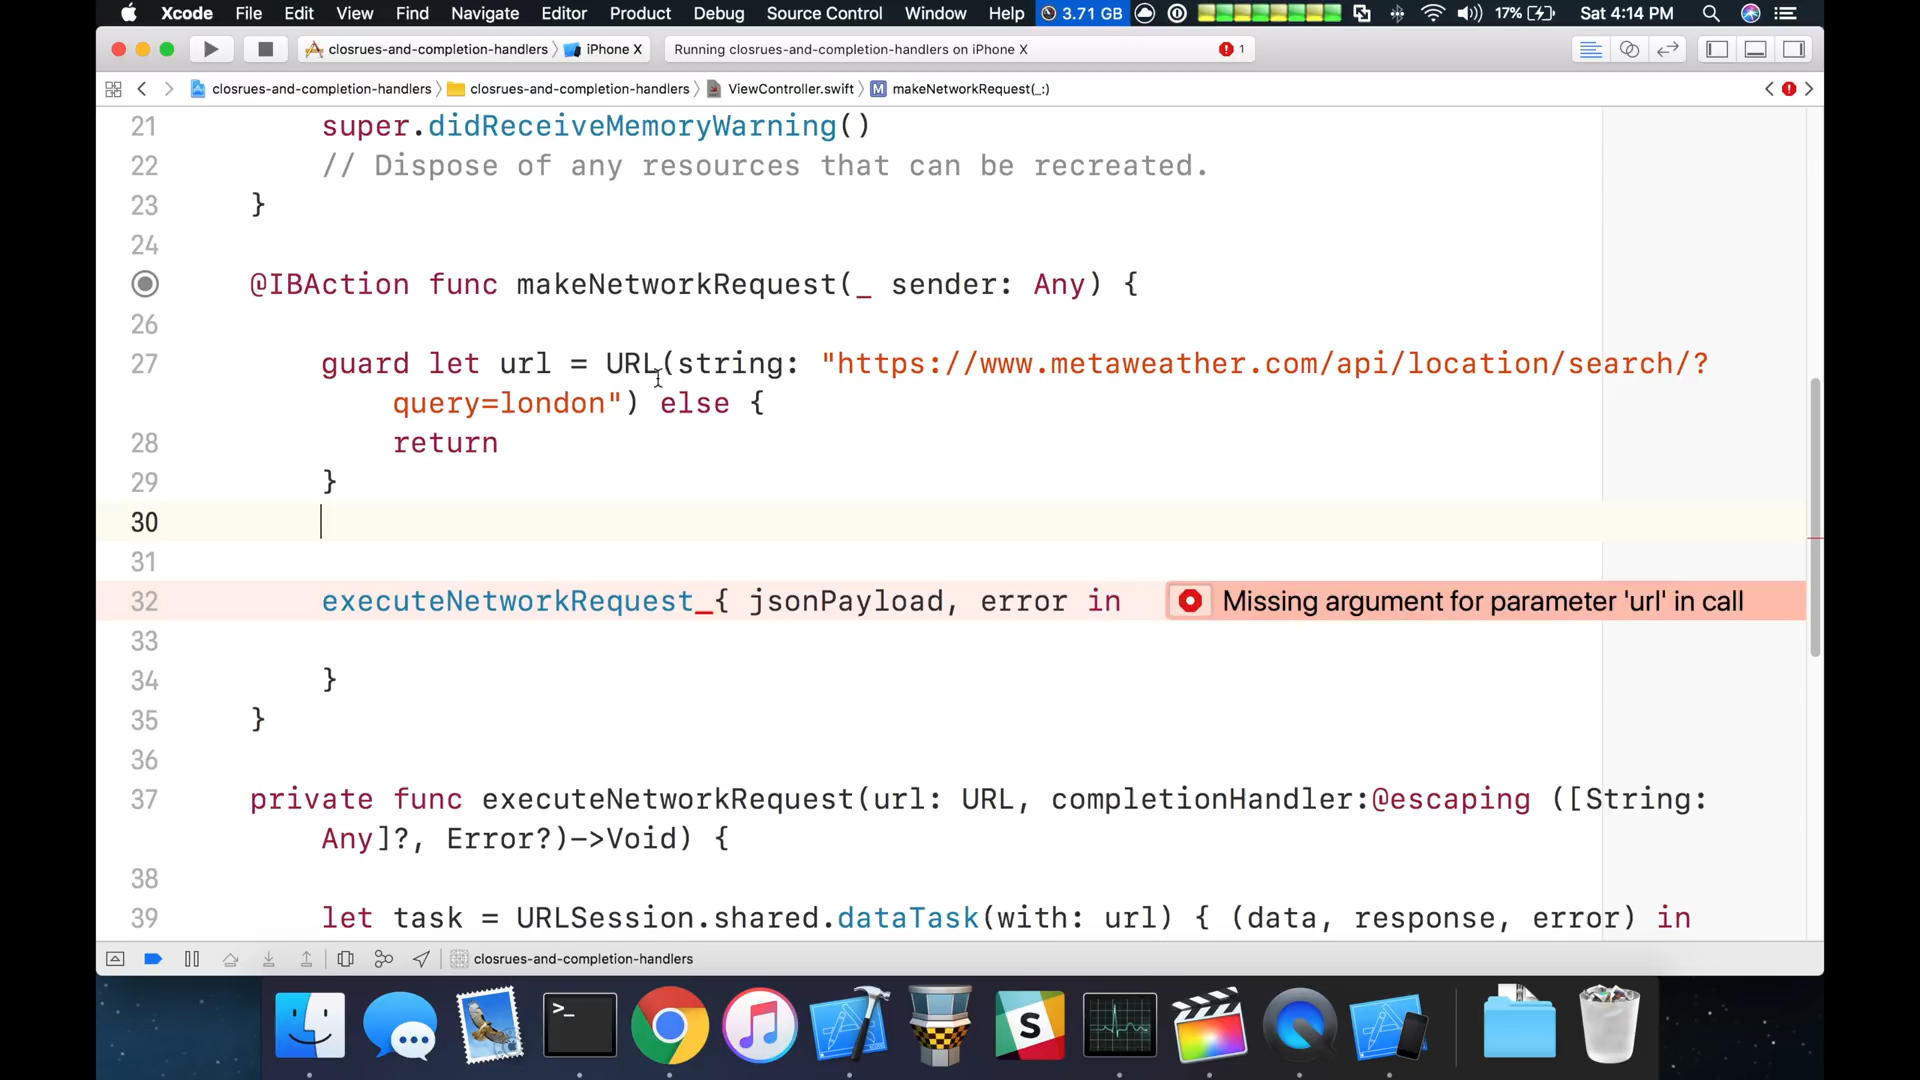 Xcode File Edit View Find Navigate Editor Product Debug Source Control Window Help 3.71 GB 17% Sat 4:14 PM
closrues-and-completion-handlers iPhone X Running closrues-and-completion-handlers on iPhone X 1
closrues-and-completion-handlers closrues-and-completion-handlers ViewController.swift M makeNetworkRequest(_:)
21 super.didReceiveMemoryWarning()
22 // Dispose of any resources that can be recreated.
23 }
24
@IBAction func makeNetworkRequest(_ sender: Any) {
26
27 guard let url = URL(string: "https://www.metaweather.com/api/location/search/?
query=london") else {
28 return
29 }
30
31
32 executeNetworkRequest_{ jsonPayload, error in Missing argument for parameter 'url' in call
33
34 }
35 }
36
37 private func executeNetworkRequest(url: URL, completionHandler:@escaping ([String:
Any]?, Error?)->Void) {
38
39 let task = URLSession.shared.dataTask(with: url) { (data, response, error) in
closrues-and-completion-handlers
>_
S